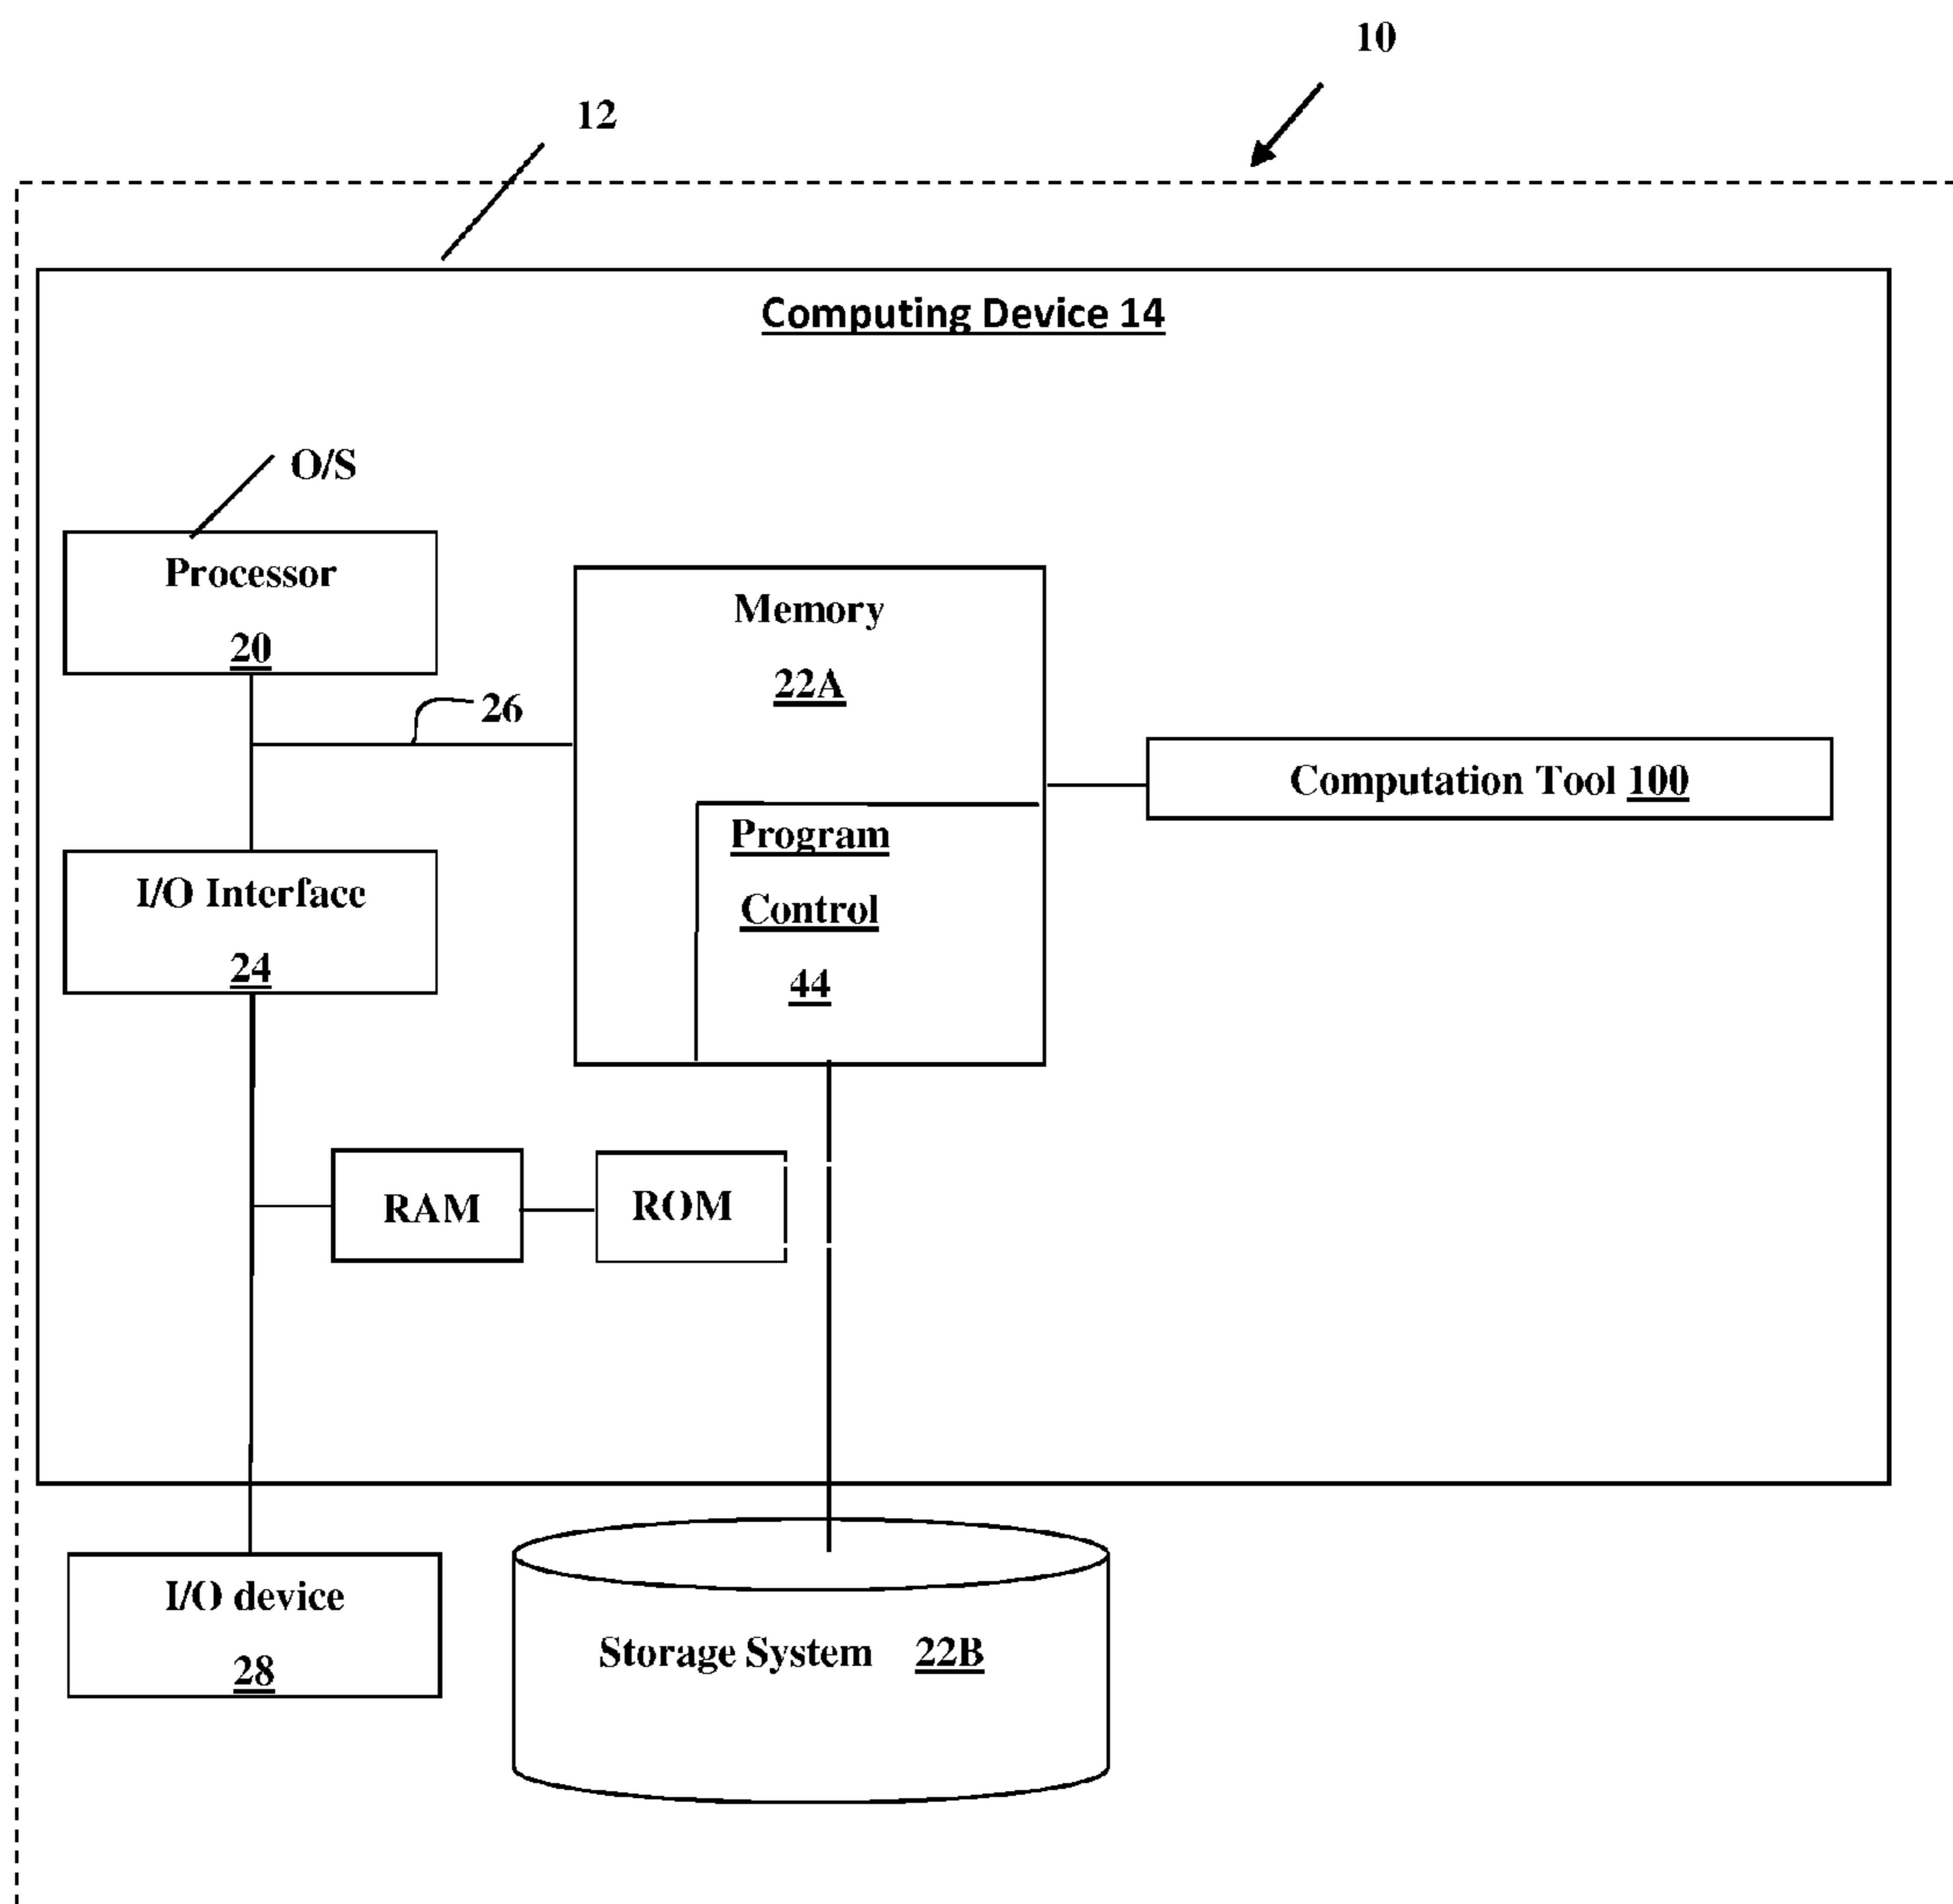 10
12
Computing Device 14
O/S
Processor
20
Memory
22A
26
Computation Tool 100
Program
Control
44
I/O Interface
24
RAM
ROM
I/O device
28
Storage System 22B